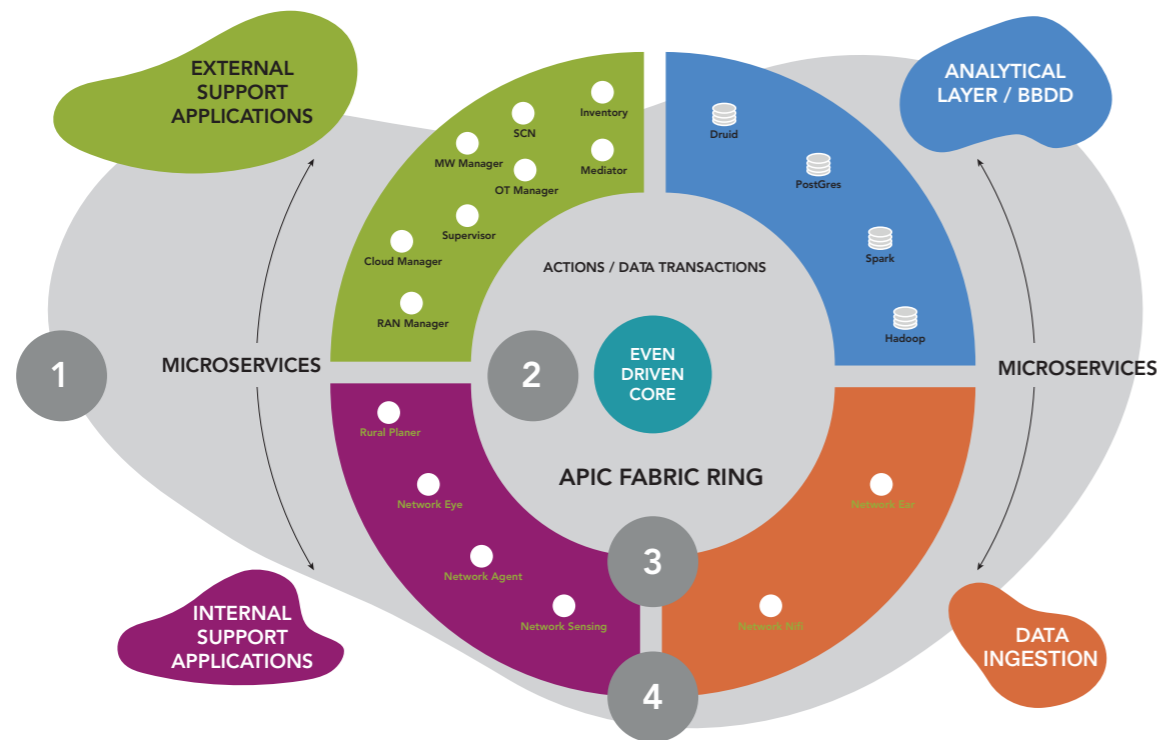 EXTERNAL
SUPPORT
APPLICATIONS
ANALYTICAL
LAYER / BBDD
Inventory
SCN
MW Manager
Mediator
OT Manager
Supervisor
Cloud Manager
RAN Manager
Druid
PostGres
Spark
Hadoop
ACTIONS / DATA TRANSACTIONS
1
MICROSERVICES
2
EVEN
DRIVEN
CORE
MICROSERVICES
APIC FABRIC RING
Rural Planer
Network Eye
Network Agent
Network Sensing
3
Network Ear
Network Nifi
4
INTERNAL
SUPPORT
APPLICATIONS
DATA
INGESTION